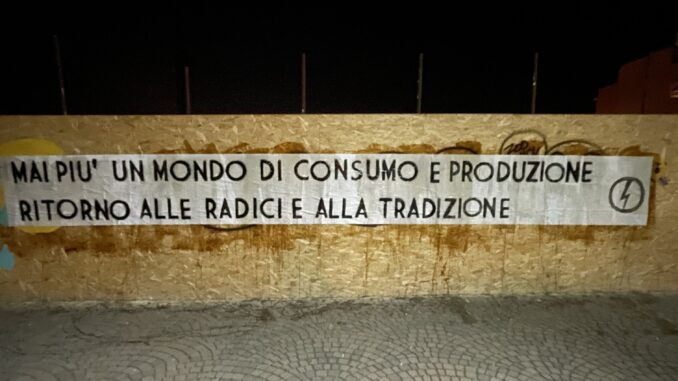 MAI PIU' UN MONDO DI CONSUMO E PRODUZIONE
RITORNO ALLE RADICI E ALLA TRADIZIONE